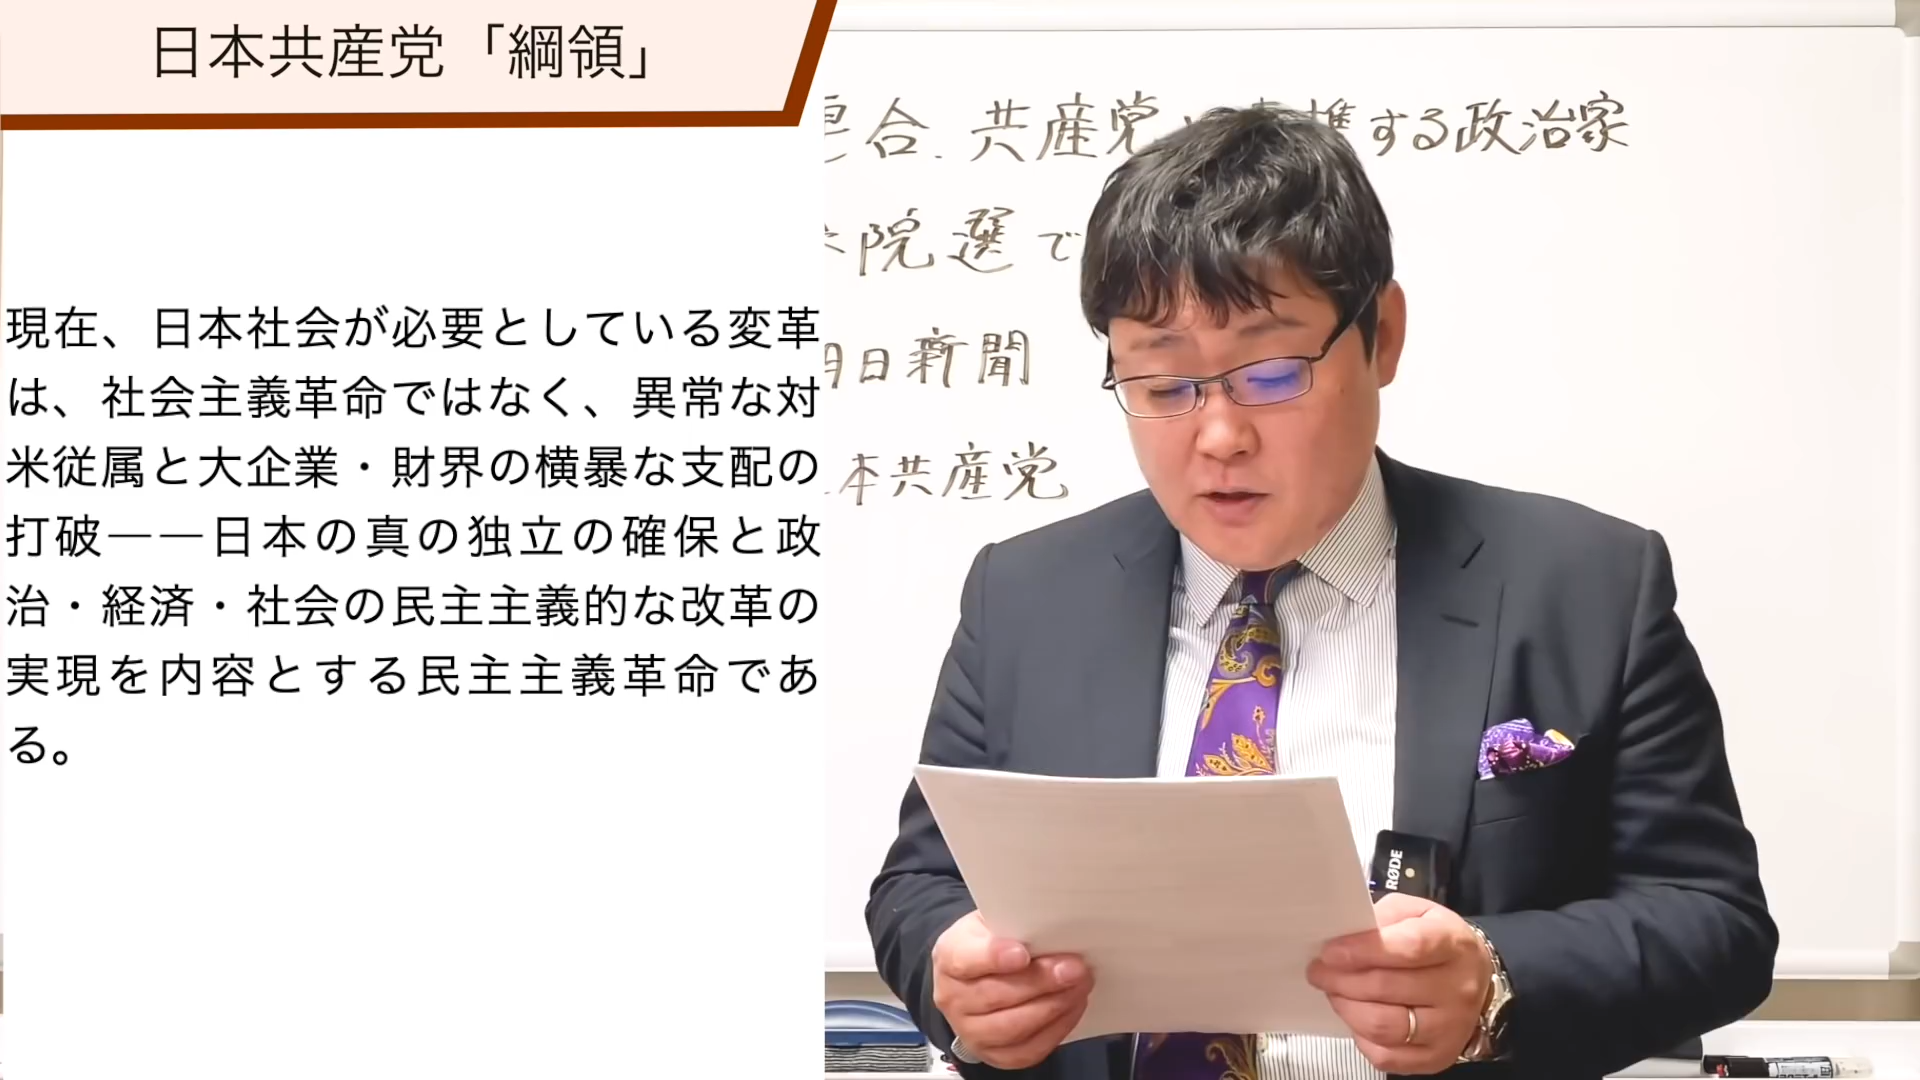 日本共産党「綱領」
現在、日本社会が必要としている変革
は、社会主義革命ではなく、異常な対
米従属と大企業・財界の横暴な支配の
打破――日本の真の独立の確保と政
治・経済・社会の民主主義的な改革の
実現を内容とする民主主義革命であ
る。
合、共産党 携する政治家
院選で
日新聞
本共産党
RØDE